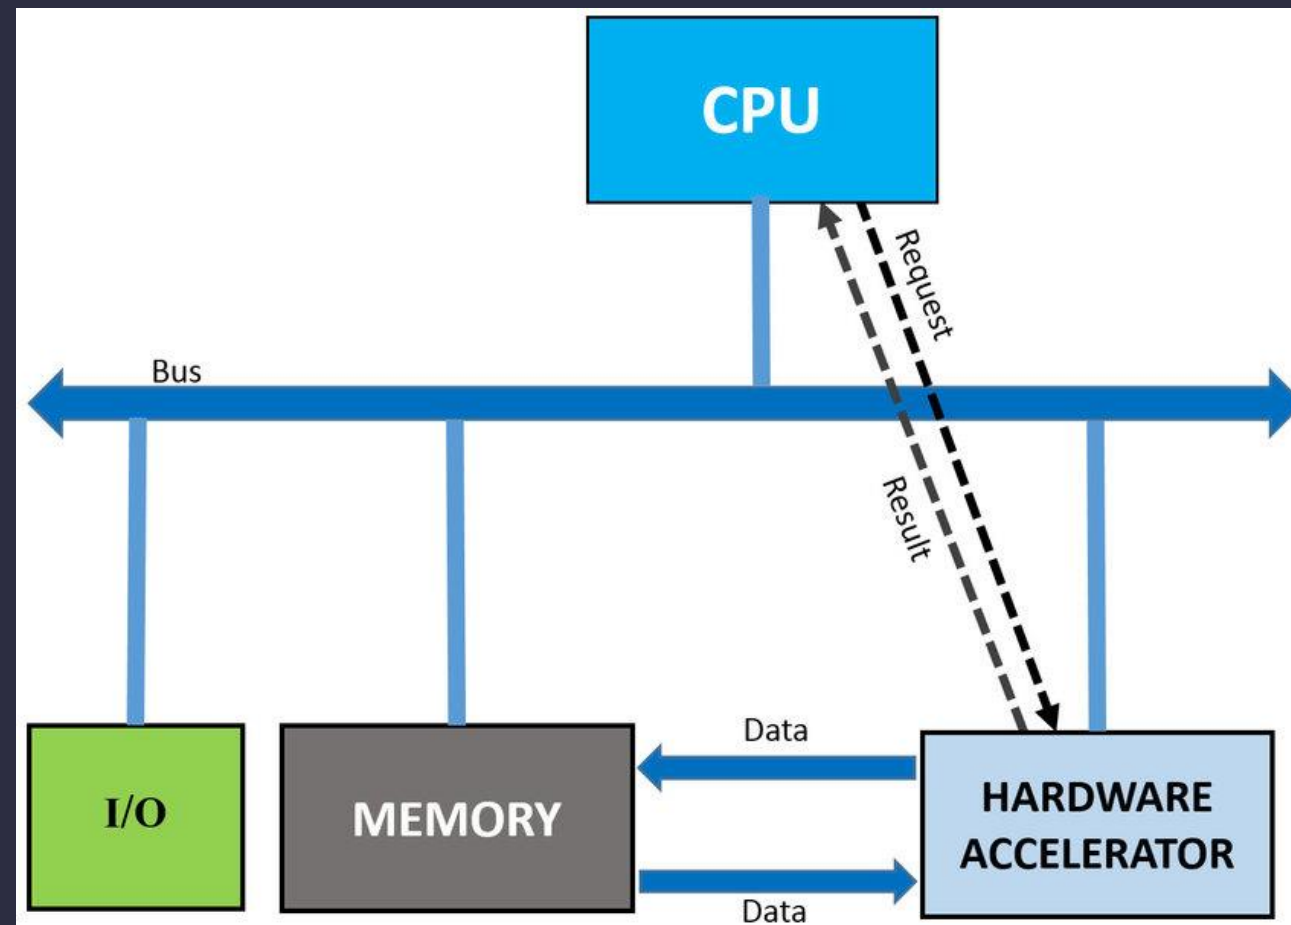 CPU
Request
Bus
Result
Data
I/O
MEMORY
HARDWARE
ACCELERATOR
Data